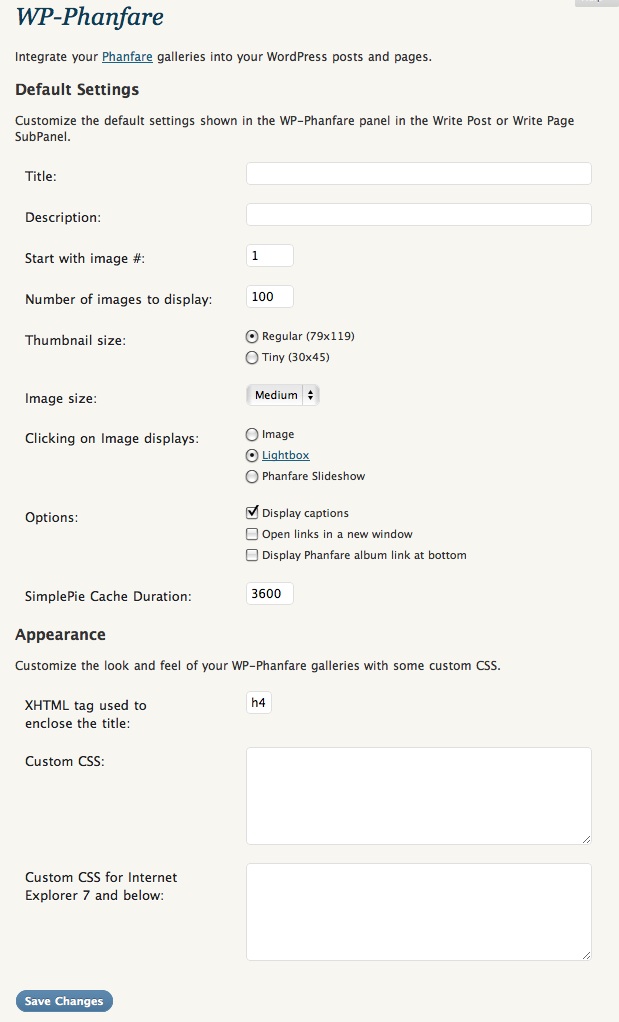 WP-Phanfare
Integrate your Phanfare galleries into your WordPress posts and pages.
Default Settings
Customize the default settings shown in the WP-Phanfare panel in the Write Post or Write Page
SubPanel.
Title:
Description:
Start with image #: 1
Number of images to display: 100
Thumbnail size: Regular (79x119)
Tiny (30x45)
Image size: Medium
Clicking on Image displays: Image
Lightbox
Phanfare Slideshow
Options: Display captions
Open links in a new window
Display Phanfare album link at bottom
SimplePie Cache Duration: 3600
Appearance
Customize the look and feel of your WP-Phanfare galleries with some custom CSS.
XHTML tag used to h4
enclose the title:
Custom CSS:
Custom CSS for Internet
Explorer 7 and below:
Save Changes